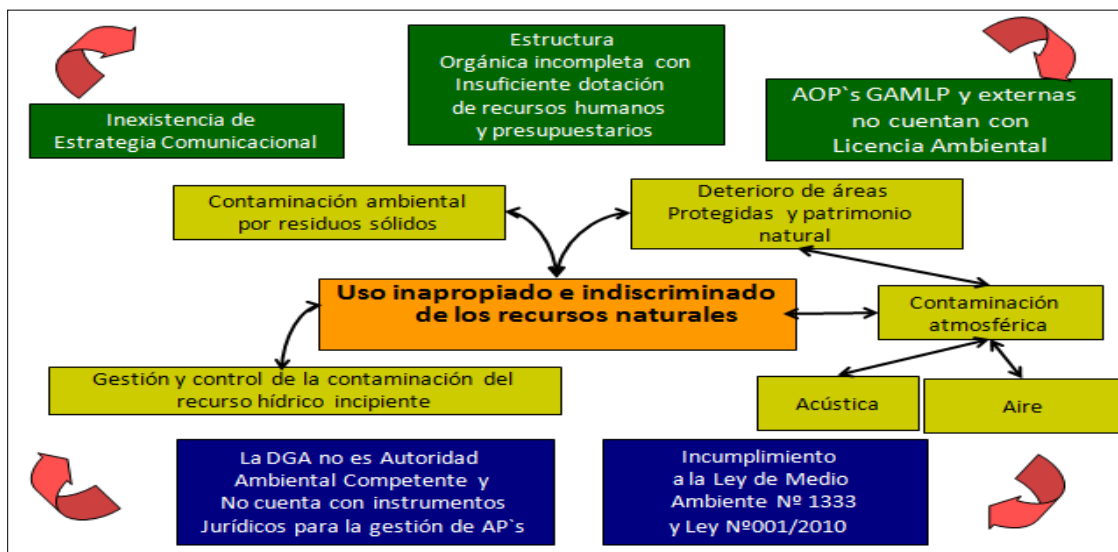 Estructura
Orgánica incompleta con
Insuficiente dotación
de recursos humanos
y presupuestarios
Inexistencia de
Estrategia Comunicacional
AOP`s GAMLP y externas
no cuentan con
Licencia Ambiental
Contaminación ambiental
por residuos sólidos
Deterioro de áreas
Protegidas y patrimonio
natural
Uso inapropiado e indiscriminado
de los recursos naturales
Contaminación
atmosférica
Gestión y control de la contaminación del
recurso hídrico incipiente
Acústica
Aire
La DGA no es Autoridad
Ambiental Competente y
No cuenta con instrumentos
Jurídicos para la gestión de AP`s
Incumplimiento
a la Ley de Medio
Ambiente Nº 1333
y Ley Nº001/2010